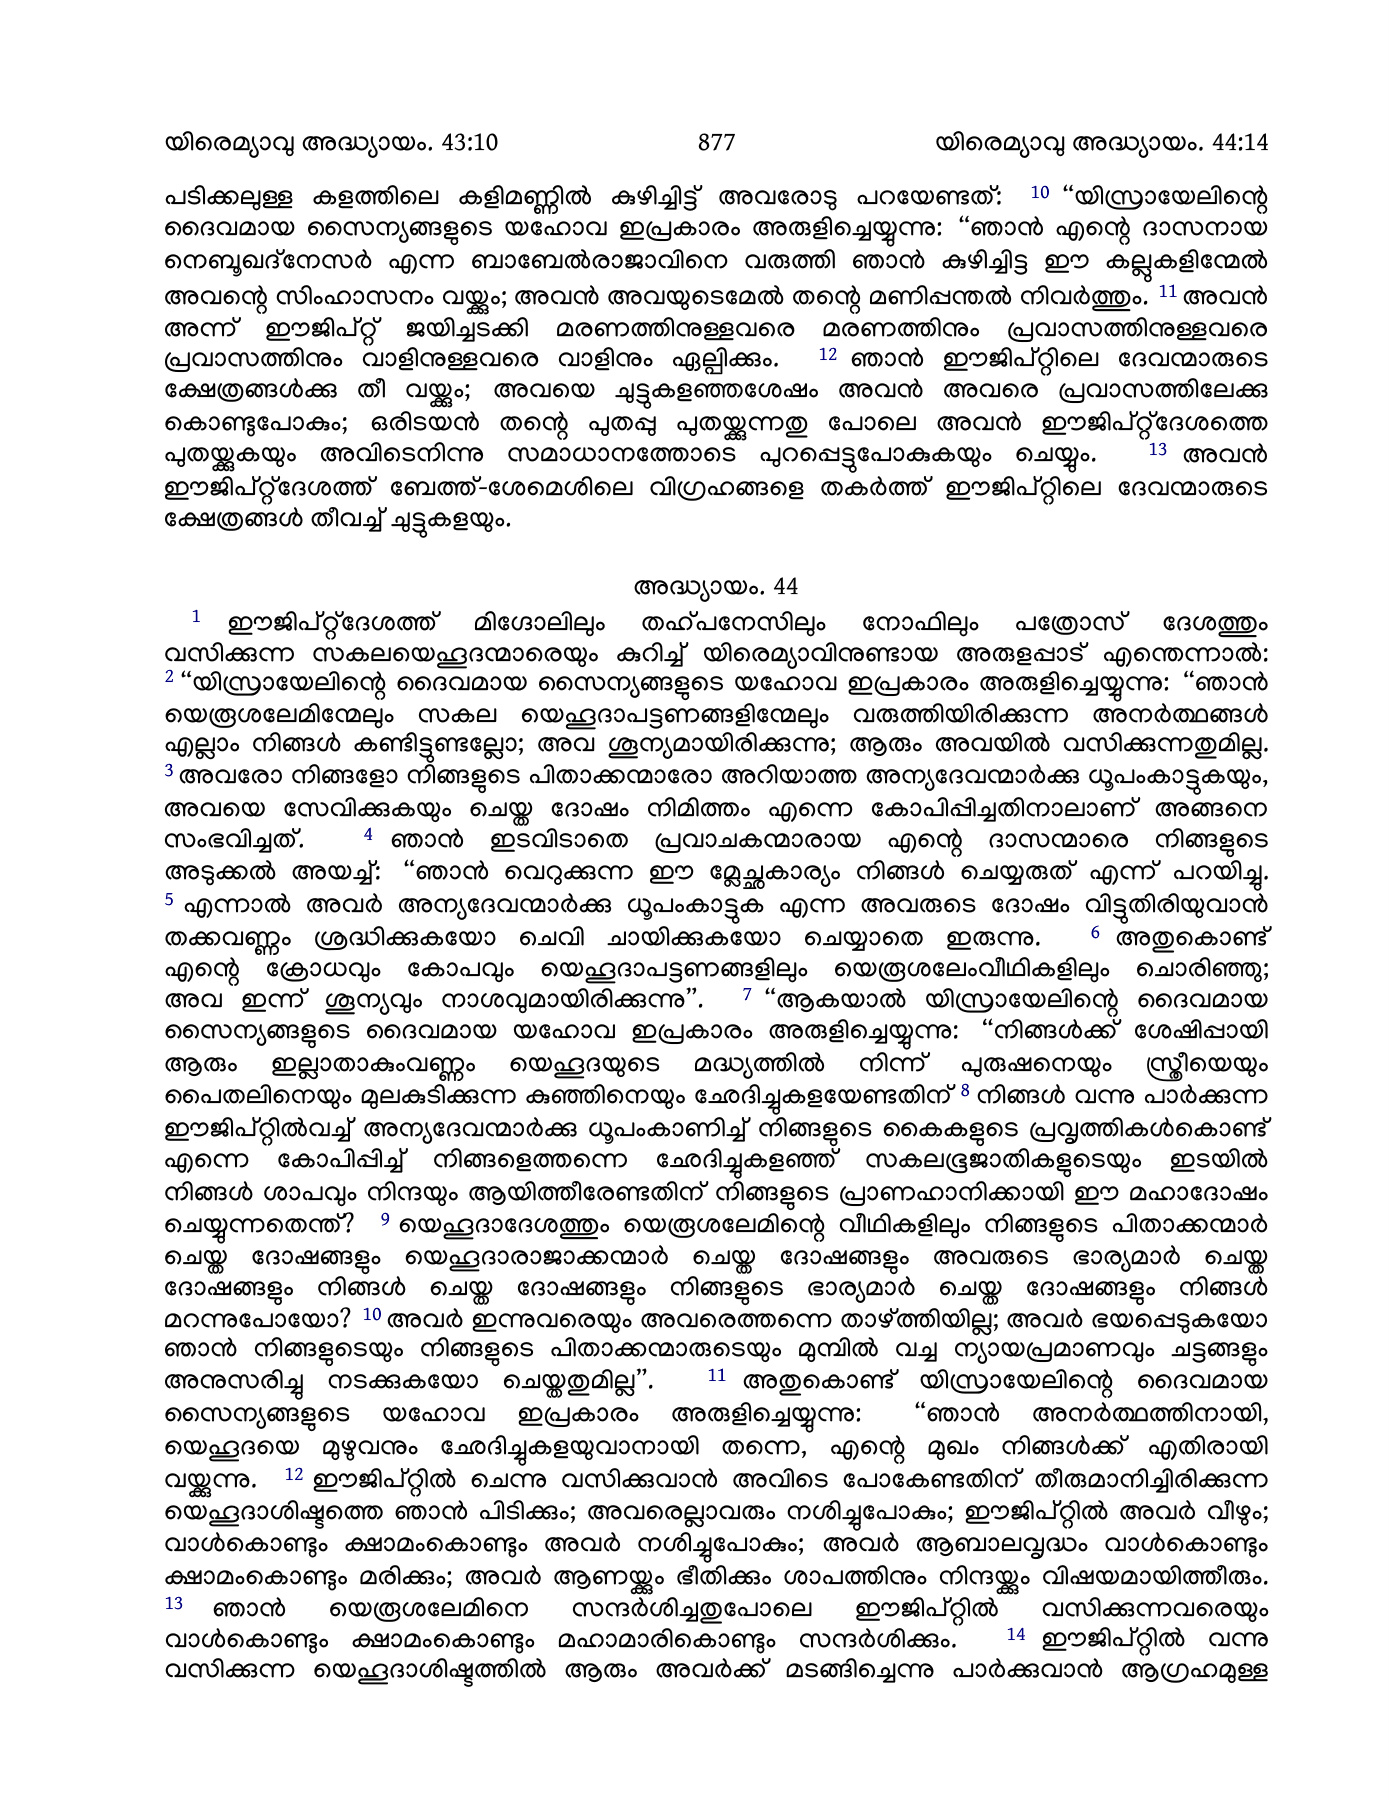 യിരെമ്യാവു അദ്ധ്യായം. 43:10 877 യിരെമ്യാവു അദ്ധ്യായം. 44:14
പടിക്കലുള്ള കളത്തിലെ കളിമണ്ണിൽ കുഴിച്ചിട്ട് അവരോടു പറയേണ്ടത്: 10 “യിസ്രായേലിന്റെ
ദൈവമായ സൈന്യങ്ങളുടെ യഹോവ ഇപ്രകാരം അരുളിച്ചെയ്യുന്നു: “ഞാൻ എന്റെ ദാസനായ
നെബൂഖദ്നേസർ എന്ന ബാബേൽരാജാവിനെ വരുത്തി ഞാൻ കുഴിച്ചിട്ട ഈ കല്ലുകളിന്മേൽ
അവന്റെ സിംഹാസനം വയ്ക്കും; അവൻ അവയുടെമേൽ തന്റെ മണിപ്പന്തൽ നിവർത്തും. 11 അവൻ
അന്ന് ഈജിപ്റ്റ് ജയിച്ചടക്കി മരണത്തിനുള്ളവരെ മരണത്തിനും പ്രവാസത്തിനുള്ളവരെ
പ്രവാസത്തിനും വാളിനുള്ളവരെ വാളിനും ഏല്പിക്കും. 12 ഞാൻ ഈജിപ്റ്റിലെ ദേവന്മാരുടെ
ക്ഷേത്രങ്ങൾക്കു തീ വയ്ക്കും; അവയെ ചുട്ടുകളഞ്ഞശേഷം അവൻ അവരെ പ്രവാസത്തിലേക്കു
കൊണ്ടുപോകും; ഒരിടയൻ തന്റെ പുതപ്പു പുതയ്ക്കുന്നതു പോലെ അവൻ ഈജിപ്റ്റ്ദേശത്തെ
പുതയ്ക്കുകയും അവിടെനിന്നു സമാധാനത്തോടെ പുറപ്പെട്ടുപോകുകയും ചെയ്യും. 13 അവൻ
ഈജിപ്റ്റ്ദേശത്ത് ബേത്ത്-ശേമെശിലെ വിഗ്രഹങ്ങളെ തകർത്ത് ഈജിപ്റ്റിലെ ദേവന്മാരുടെ
ക്ഷേത്രങ്ങൾ തീവച്ച് ചുട്ടുകളയും.
അദ്ധ്യായം. 44
1 ഈജിപ്റ്റ്ദേശത്ത് മിഗ്ദോലിലും തഹ്പനേസിലും നോഫിലും പത്രോസ് ദേശത്തും
വസിക്കുന്ന സകലയെഹൂദന്മാരെയും കുറിച്ച് യിരെമ്യാവിനുണ്ടായ അരുളപ്പാട് എന്തെന്നാൽ:
2 “യിസ്രായേലിന്റെ ദൈവമായ സൈന്യങ്ങളുടെ യഹോവ ഇപ്രകാരം അരുളിച്ചെയ്യുന്നു: “ഞാൻ
യെരൂശലേമിന്മേലും സകല യെഹൂദാപട്ടണങ്ങളിന്മേലും വരുത്തിയിരിക്കുന്ന അനർത്ഥങ്ങൾ
എല്ലാം നിങ്ങൾ കണ്ടിട്ടുണ്ടല്ലോ; അവ ശൂന്യമായിരിക്കുന്നു; ആരും അവയിൽ വസിക്കുന്നതുമില്ല.
3 അവരോ നിങ്ങളോ നിങ്ങളുടെ പിതാക്കന്മാരോ അറിയാത്ത അന്യദേവന്മാർക്കു ധൂപംകാട്ടുകയും,
അവയെ സേവിക്കുകയും ചെയ്ത ദോഷം നിമിത്തം എന്നെ കോപിപ്പിച്ചതിനാലാണ് അങ്ങനെ
സംഭവിച്ചത്. 4 ഞാൻ ഇടവിടാതെ പ്രവാചകന്മാരായ എന്റെ ദാസന്മാരെ നിങ്ങളുടെ
അടുക്കൽ അയച്ച്: “ഞാൻ വെറുക്കുന്ന ഈ മ്ലേച്ഛകാര്യം നിങ്ങൾ ചെയ്യരുത് എന്ന് പറയിച്ചു.
5 എന്നാൽ അവർ അന്യദേവന്മാർക്കു ധൂപംകാട്ടുക എന്ന അവരുടെ ദോഷം വിട്ടുതിരിയുവാൻ
തക്കവണ്ണം ശ്രദ്ധിക്കുകയോ ചെവി ചായിക്കുകയോ ചെയ്യാതെ ഇരുന്നു. 6 അതുകൊണ്ട്
എന്റെ ക്രോധവും കോപവും യെഹൂദാപട്ടണങ്ങളിലും യെരൂശലേംവീഥികളിലും ചൊരിഞ്ഞു;
അവ ഇന്ന് ശൂന്യവും നാശവുമായിരിക്കുന്നു”. 7 “ആകയാൽ യിസ്രായേലിന്റെ ദൈവമായ
സൈന്യങ്ങളുടെ ദൈവമായ യഹോവ ഇപ്രകാരം അരുളിച്ചെയ്യുന്നു: “നിങ്ങൾക്ക് ശേഷിപ്പായി
ആരും ഇല്ലാതാകുംവണ്ണം യെഹൂദയുടെ മദ്ധ്യത്തിൽ നിന്ന് പുരുഷനെയും സ്ത്രീയെയും
പൈതലിനെയും മുലകുടിക്കുന്ന കുഞ്ഞിനെയും ഛേദിച്ചുകളയേണ്ടതിന് 8 നിങ്ങൾ വന്നു പാർക്കുന്ന
ഈജിപ്റ്റിൽവച്ച് അന്യദേവന്മാർക്കു ധൂപംകാണിച്ച് നിങ്ങളുടെ കൈകളുടെ പ്രവൃത്തികൾകൊണ്ട്
എന്നെ കോപിപ്പിച്ച് നിങ്ങളെത്തന്നെ ഛേദിച്ചുകളഞ്ഞ് സകലഭൂജാതികളുടെയും ഇടയിൽ
നിങ്ങൾ ശാപവും നിന്ദയും ആയിത്തീരേണ്ടതിന് നിങ്ങളുടെ പ്രാണഹാനിക്കായി ഈ മഹാദോഷം
ചെയ്യുന്നതെന്ത്? 9 യെഹൂദാദേശത്തും യെരൂശലേമിന്റെ വീഥികളിലും നിങ്ങളുടെ പിതാക്കന്മാർ
ചെയ്ത ദോഷങ്ങളും യെഹൂദാരാജാക്കന്മാർ ചെയ്ത ദോഷങ്ങളും അവരുടെ ഭാര്യമാർ ചെയ്ത
ദോഷങ്ങളും നിങ്ങൾ ചെയ്ത ദോഷങ്ങളും നിങ്ങളുടെ ഭാര്യമാർ ചെയ്ത ദോഷങ്ങളും നിങ്ങൾ
മറന്നുപോയോ? 10 അവർ ഇന്നുവരെയും അവരെത്തന്നെ താഴ്ത്തിയില്ല; അവർ ഭയപ്പെടുകയോ
ഞാൻ നിങ്ങളുടെയും നിങ്ങളുടെ പിതാക്കന്മാരുടെയും മുമ്പിൽ വച്ച ന്യായപ്രമാണവും ചട്ടങ്ങളും
അനുസരിച്ചു നടക്കുകയോ ചെയ്തതുമില്ല”. 11 അതുകൊണ്ട് യിസ്രായേലിന്റെ ദൈവമായ
സൈന്യങ്ങളുടെ യഹോവ ഇപ്രകാരം അരുളിച്ചെയ്യുന്നു: “ഞാൻ അനർത്ഥത്തിനായി,
യെഹൂദയെ മുഴുവനും ഛേദിച്ചുകളയുവാനായി തന്നെ, എന്റെ മുഖം നിങ്ങൾക്ക് എതിരായി
വയ്ക്കുന്നു. 12 ഈജിപ്റ്റിൽ ചെന്നു വസിക്കുവാൻ അവിടെ പോകേണ്ടതിന് തീരുമാനിച്ചിരിക്കുന്ന
യെഹൂദാശിഷ്ടത്തെ ഞാൻ പിടിക്കും; അവരെല്ലാവരും നശിച്ചുപോകും; ഈജിപ്റ്റിൽ അവർ വീഴും;
വാൾകൊണ്ടും ക്ഷാമംകൊണ്ടും അവർ നശിച്ചുപോകും; അവർ ആബാലവൃദ്ധം വാൾകൊണ്ടും
ക്ഷാമംകൊണ്ടും മരിക്കും; അവർ ആണയ്ക്കും ഭീതിക്കും ശാപത്തിനും നിന്ദയ്ക്കും വിഷയമായിത്തീരും.
13 ഞാൻ യെരൂശലേമിനെ സന്ദർശിച്ചതുപോലെ ഈജിപ്റ്റിൽ വസിക്കുന്നവരെയും
വാൾകൊണ്ടും ക്ഷാമംകൊണ്ടും മഹാമാരികൊണ്ടും സന്ദർശിക്കും. 14 ഈജിപ്റ്റിൽ വന്നു
വസിക്കുന്ന യെഹൂദാശിഷ്ടത്തിൽ ആരും അവർക്ക് മടങ്ങിച്ചെന്നു പാർക്കുവാൻ ആഗ്രഹമുള്ള